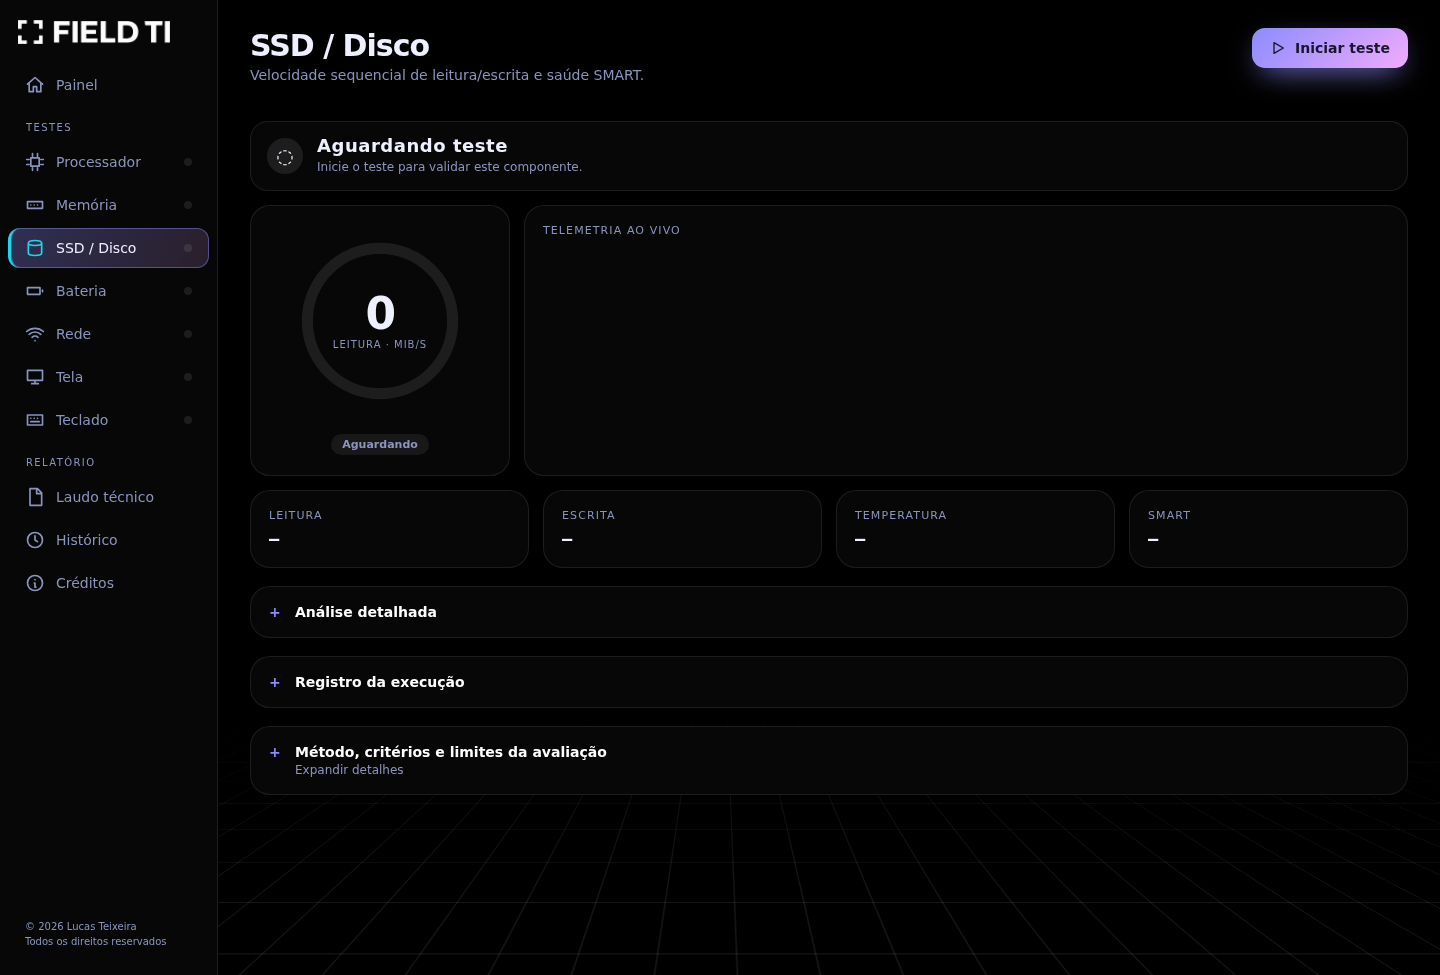 FIELD TI
Painel
TESTES
Processador
Memória
SSD / Disco
Bateria
Rede
Tela
Teclado
RELATÓRIO
Laudo técnico
Histórico
Créditos
© 2026 Lucas Teixeira
Todos os direitos reservados
SSD / Disco
Velocidade sequencial de leitura/escrita e saúde SMART.
Iniciar teste
Aguardando teste
Inicie o teste para validar este componente.
0
LEITURA · MIB/S
Aguardando
TELEMETRIA AO VIVO
LEITURA
—
ESCRITA
—
TEMPERATURA
—
SMART
—
+ Análise detalhada
+ Registro da execução
+ Método, critérios e limites da avaliação
Expandir detalhes